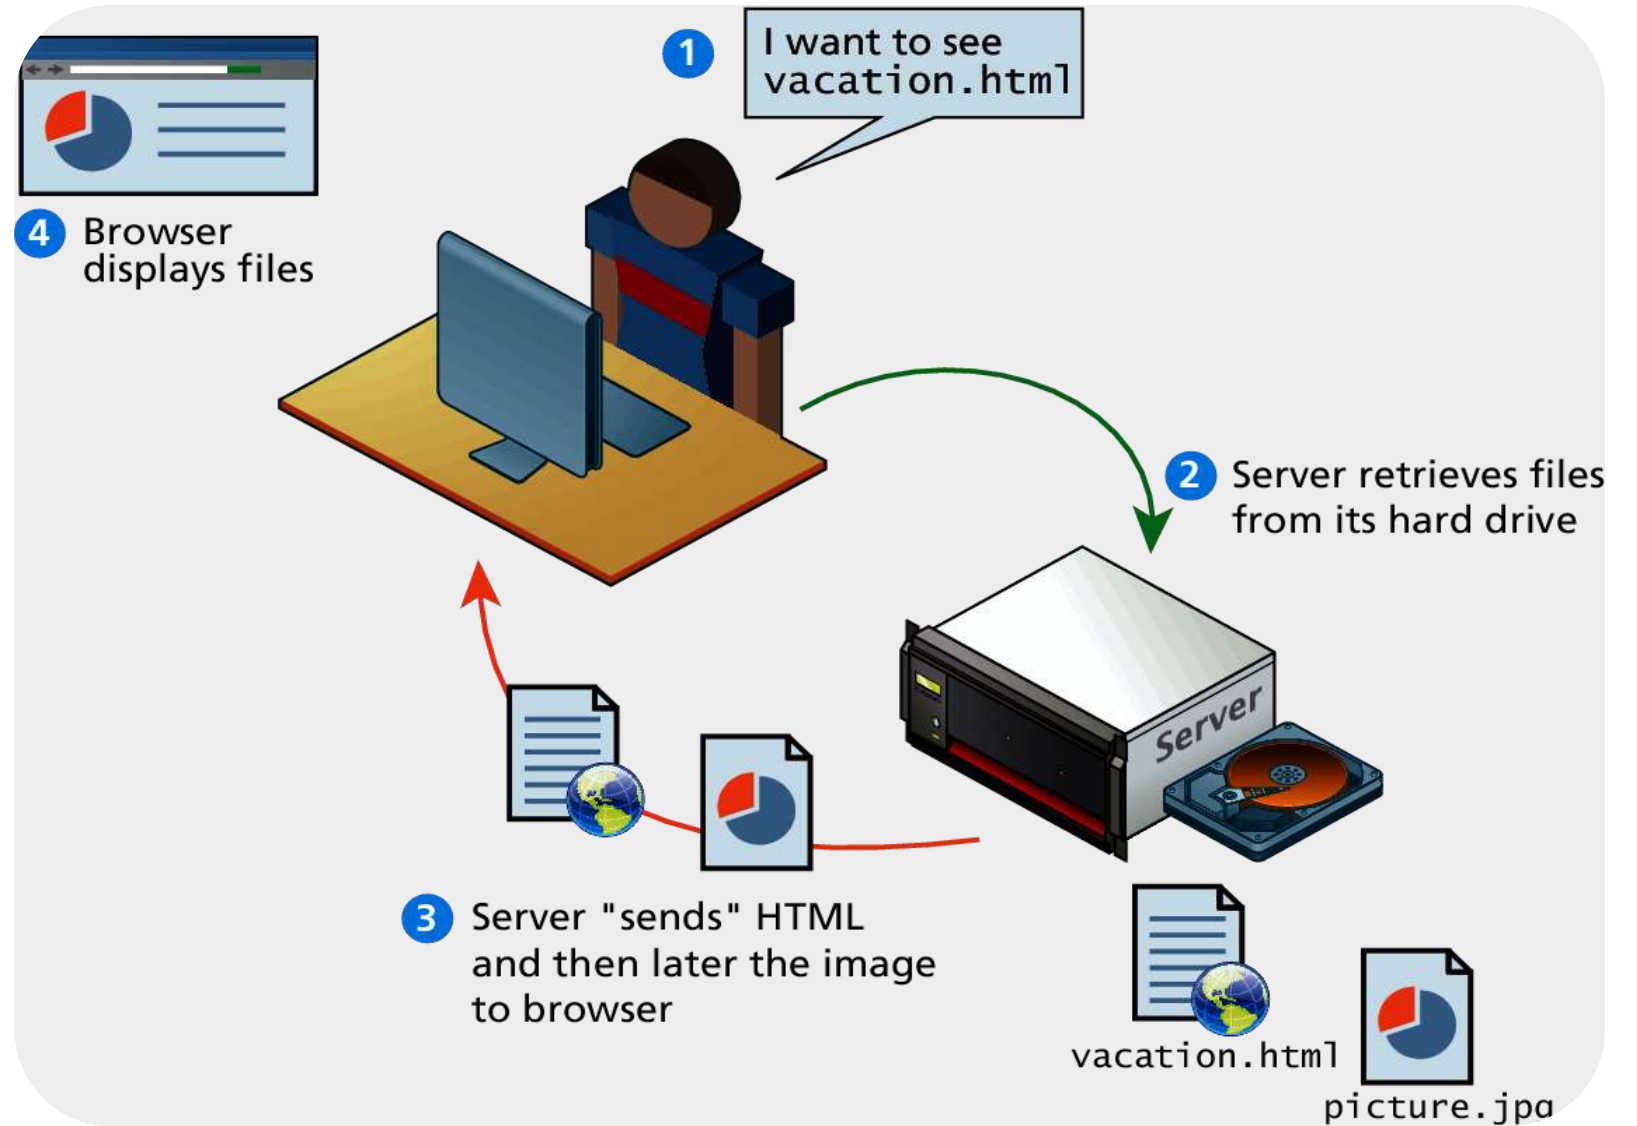 1
I want to see
vacation.html
4
Browser
displays files
2
Server retrieves files
from its hard drive
Server
3
Server "sends" HTML
and then later the image
to browser
vacation.html
picture.jpg